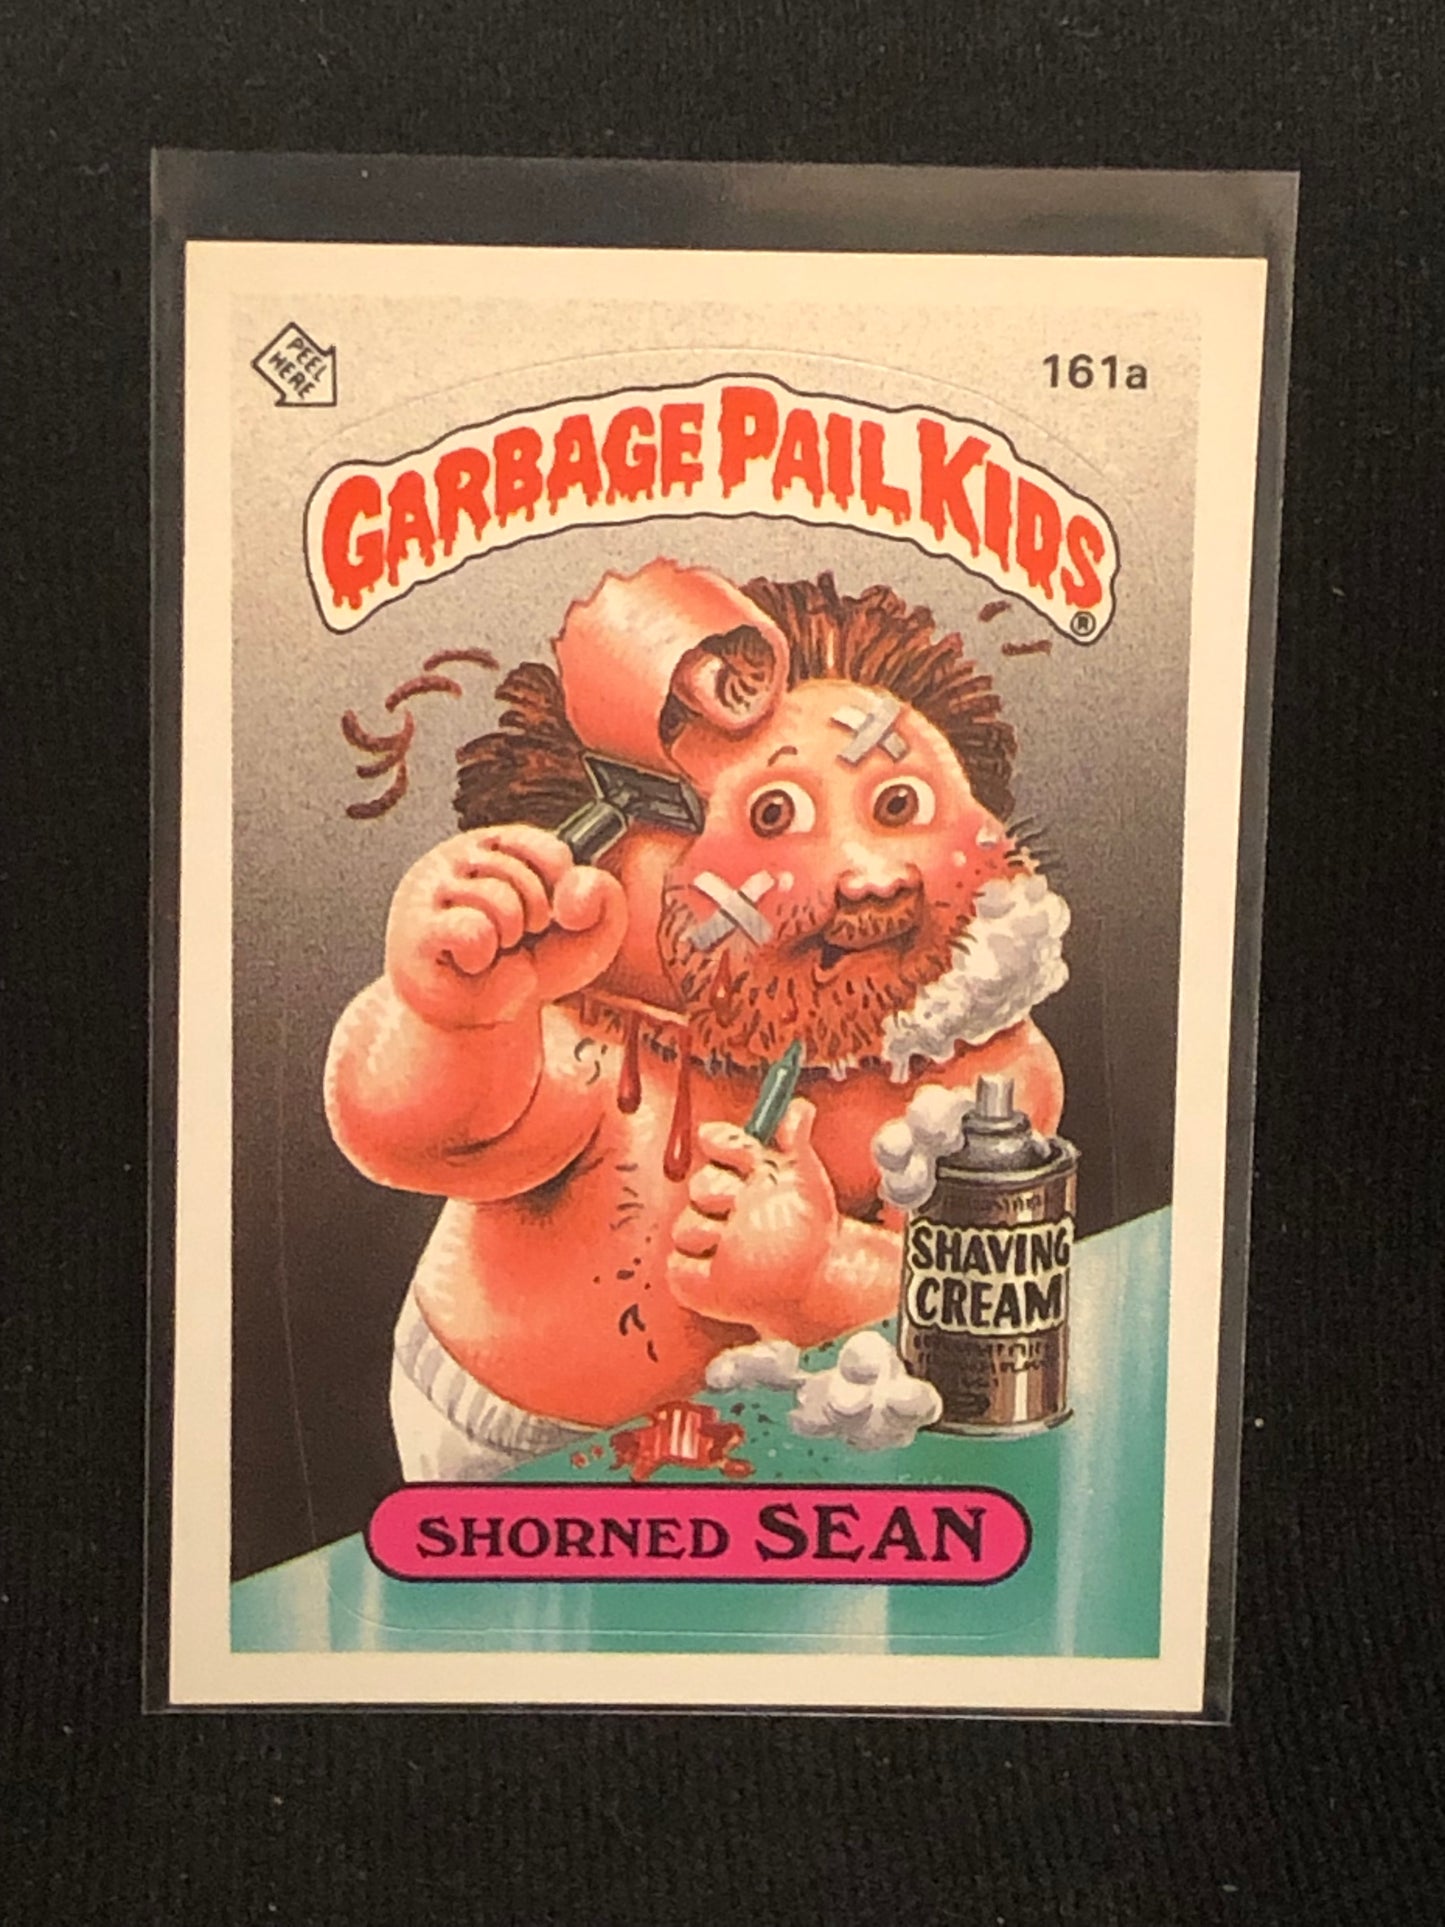 PEEL
HERE
161a
GARBAGE PAIL KIDS
®
SHAVING
CREAM
SHORNED SEAN